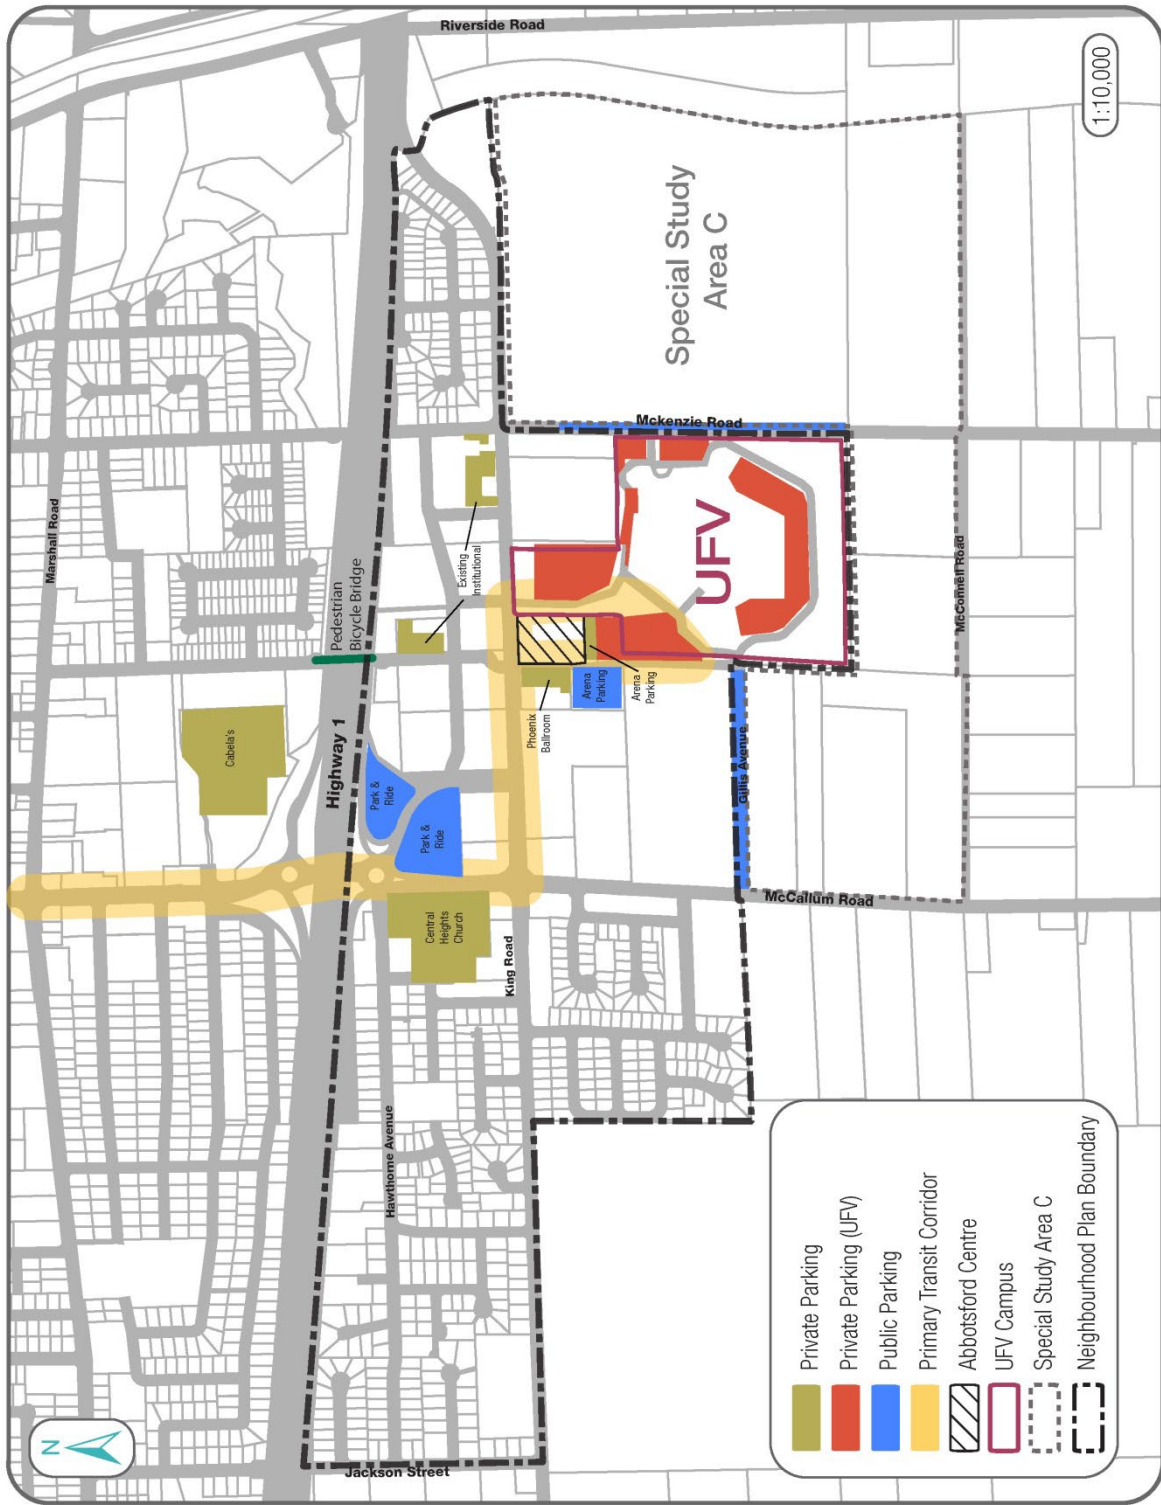 N
Marshall Road
Riverside Road
Pedestrian
Bicycle Bridge
Cabela's
Highway 1
Park &
Ride
Park &
Ride
Central
Heights
Church
Existing
Institutional
Hawthorne Avenue
King Road
Jackson Street
Phoenix
Ballroom
Arena
Parking
Arena
Parking
UFV
Mckenzie Road
Special Study
Area C
Gillis Avenue
McCallum Road
McConnell Road
1:10,000
Private Parking
Private Parking (UFV)
Public Parking
Primary Transit Corridor
Abbotsford Centre
UFV Campus
Special Study Area C
Neighbourhood Plan Boundary